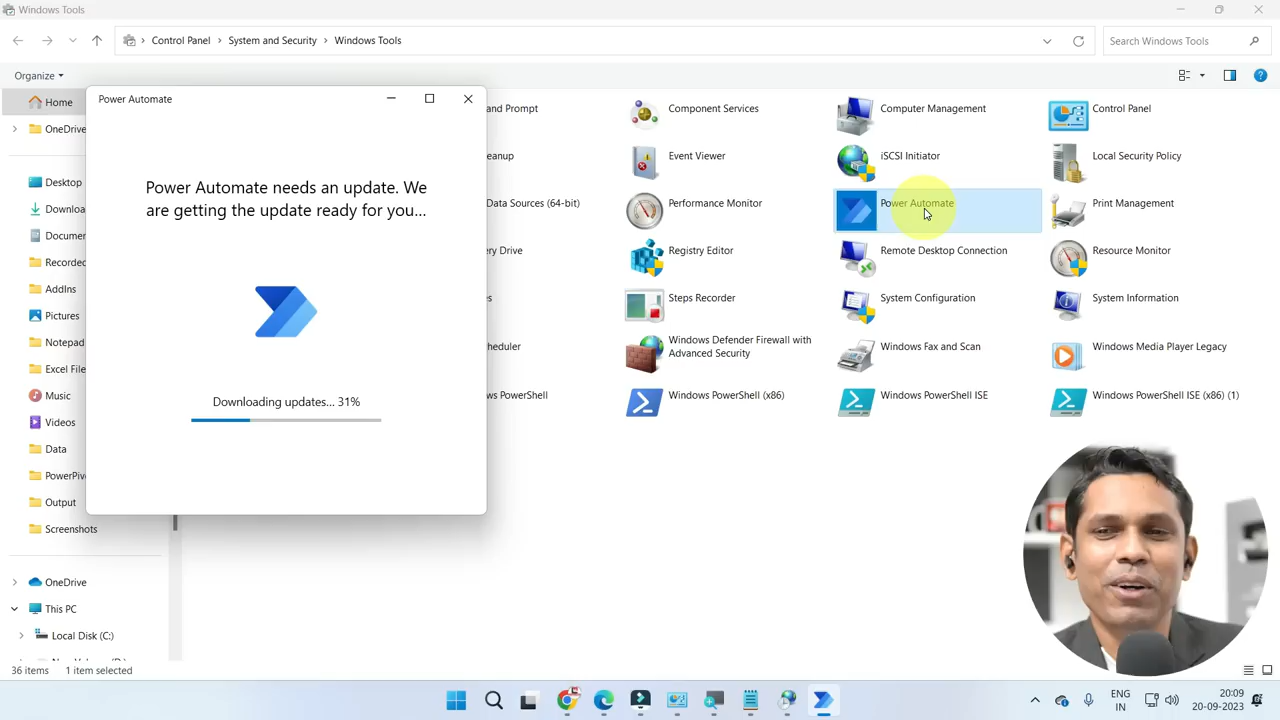 Windows Tools
Control Panel > System and Security > Windows Tools
Search Windows Tools
Organize
Home
OneDrive
Desktop
Downloa
Documer
Recorded
AddIns
Pictures
Notepad
Excel File
Music
Videos
Data
PowerPiv
Output
Screenshots
OneDrive
This PC
Local Disk (C:)
Power Automate
Power Automate needs an update. We
are getting the update ready for you...
Downloading updates... 31%
and Prompt
Component Services
Computer Management
Control Panel
eanup
Event Viewer
iSCSI Initiator
Local Security Policy
Data Sources (64-bit)
Performance Monitor
Power Automate
Print Management
ery Drive
Registry Editor
Remote Desktop Connection
Resource Monitor
es
Steps Recorder
System Configuration
System Information
heduler
Windows Defender Firewall with
Advanced Security
Windows Fax and Scan
Windows Media Player Legacy
ws PowerShell
Windows PowerShell (x86)
Windows PowerShell ISE
Windows PowerShell ISE (x86) (1)
36 items
1 item selected
ENG
IN
20:09
20-09-2023